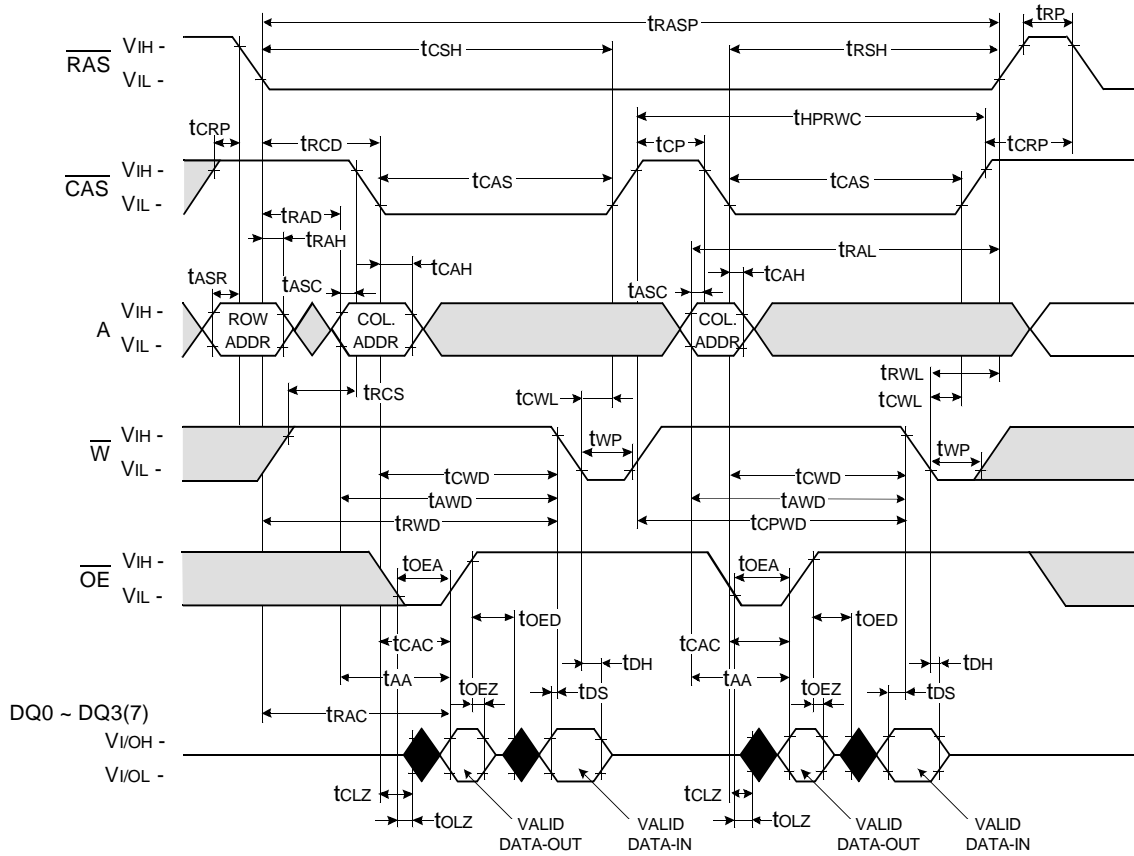 tRASP
tRP
tCSH
tRSH
RAS
VIH -
VIL -
tHPRWC
tCRP
tRCD
tCP
tCRP
CAS
VIH -
VIL -
tCAS
tCAS
tRAD
tRAH
tRAL
tCAH
tCAH
tASR
tASC
tASC
A
VIH -
VIL -
ROW
ADDR
COL.
ADDR
COL.
ADDR
tRWL
tRCS
tCWL
tCWL
W
VIH -
VIL -
tWP
tWP
tCWD
tCWD
tAWD
tAWD
tRWD
tCPWD
OE
VIH -
VIL -
tOEA
tOEA
tOED
tOED
tCAC
tCAC
tDH
tDH
tAA
tAA
tOEZ
tOEZ
tDS
tDS
tRAC
DQ0 ~ DQ3(7)
VI/OH -
VI/OL -
tCLZ
tCLZ
tOLZ
tOLZ
VALID
DATA-OUT
VALID
DATA-IN
VALID
DATA-OUT
VALID
DATA-IN